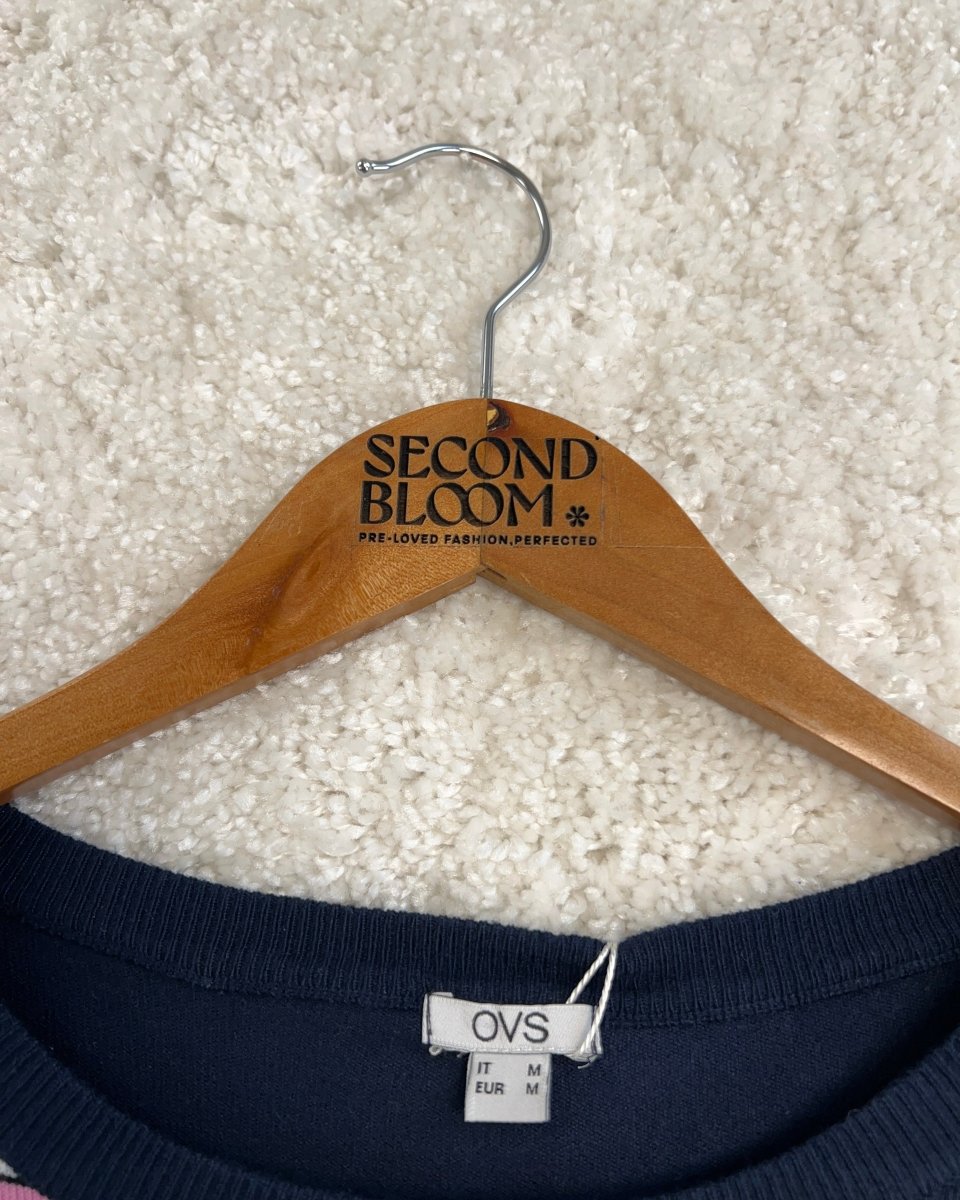 SECOND
BLOOM *
PRE-LOVED FASHION,PERFECTED
OVS
IT M
EUR M